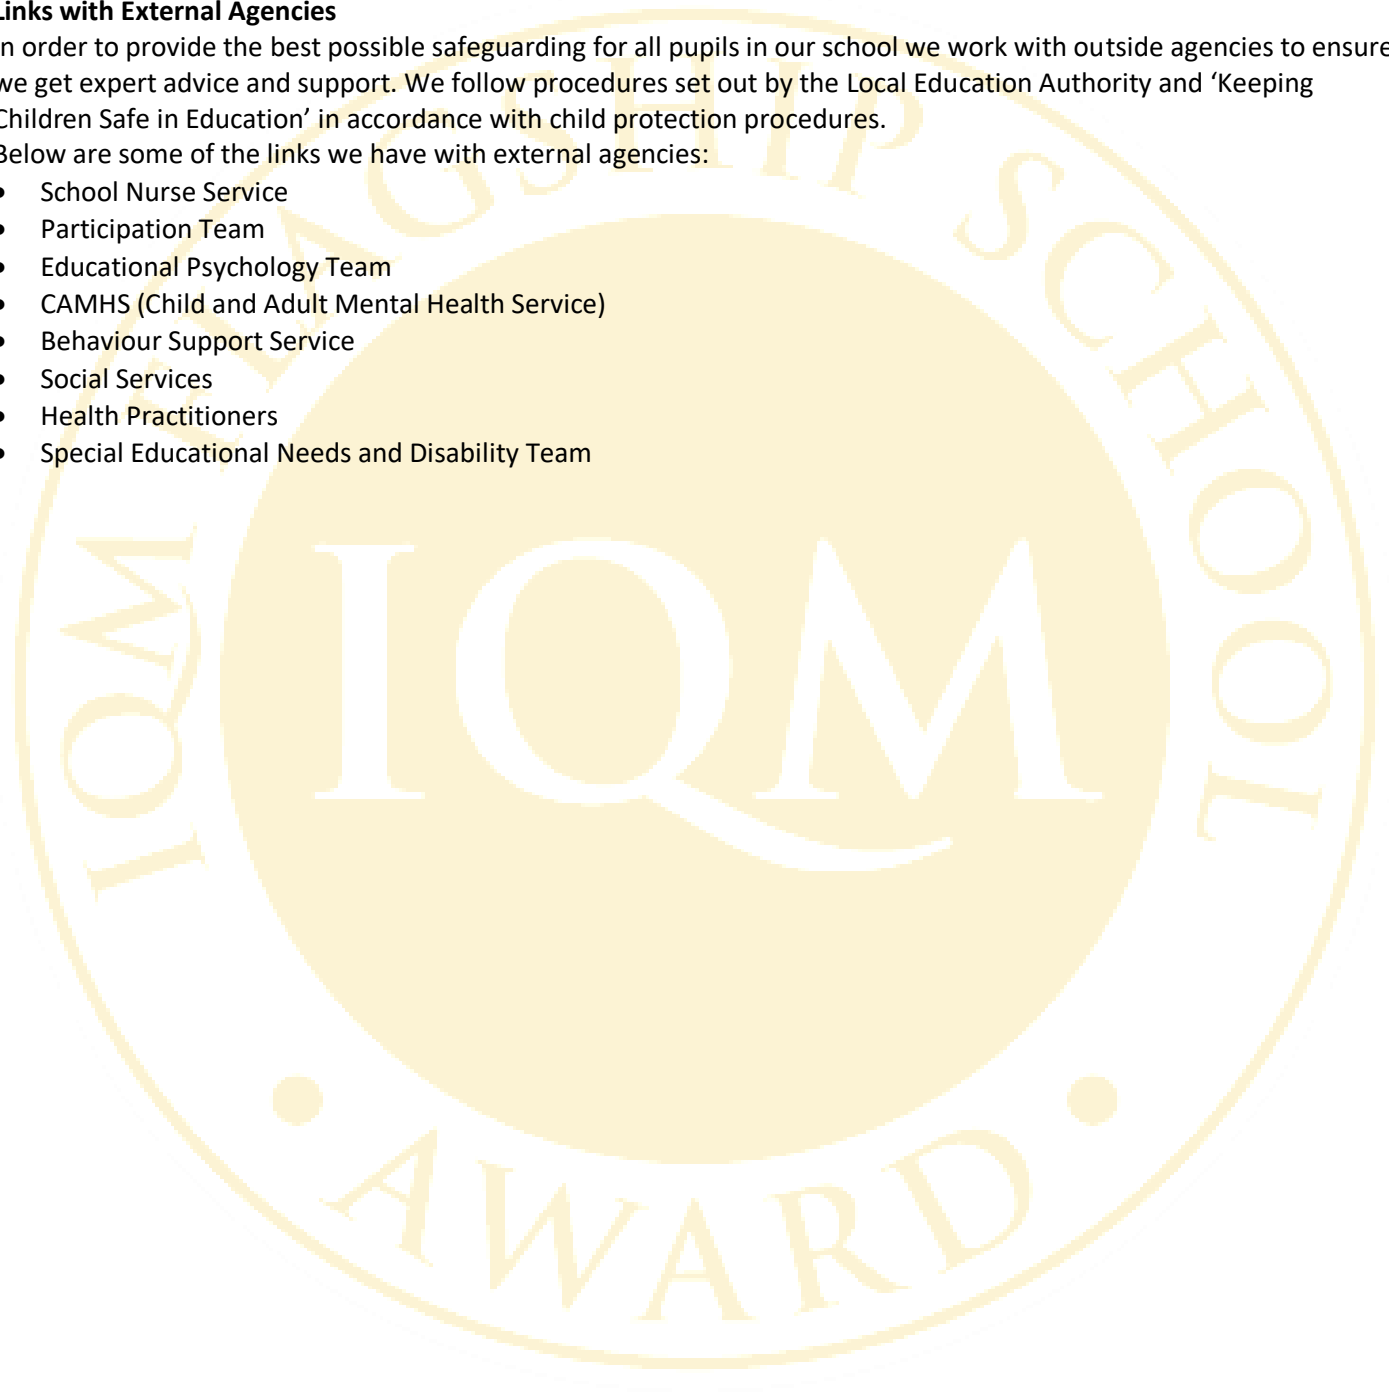 Links with External Agencies
In order to provide the best possible safeguarding for all pupils in our school we work with outside agencies to ensure
we get expert advice and support. We follow procedures set out by the Local Education Authority and ‘Keeping
Children Safe in Education’ in accordance with child protection procedures.
Below are some of the links we have with external agencies:
• School Nurse Service
• Participation Team
• Educational Psychology Team
• CAMHS (Child and Adult Mental Health Service)
• Behaviour Support Service
• Social Services
• Health Practitioners
• Special Educational Needs and Disability Team
IQM FLAGSHIP SCHOOL
IQM
• AWARD •